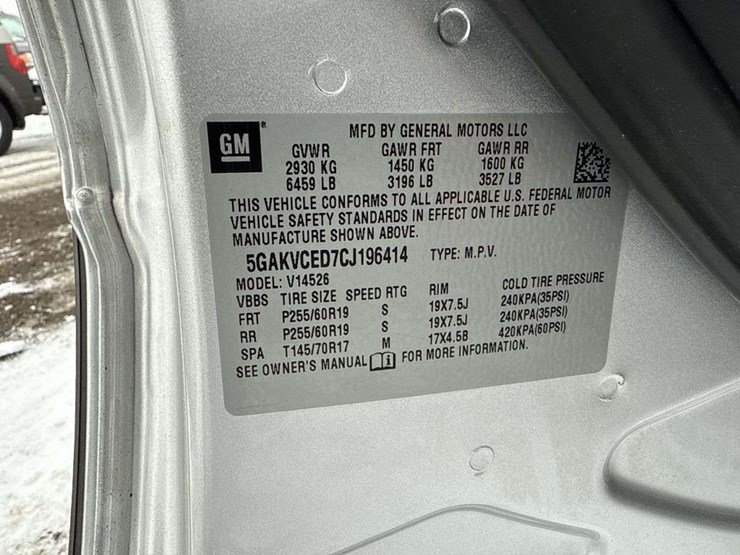 GM
MFD BY GENERAL MOTORS LLC
GVWR GAWR FRT GAWR RR
2930 KG 1450 KG 1600 KG
6459 LB 3196 LB 3527 LB
THIS VEHICLE CONFORMS TO ALL APPLICABLE U.S. FEDERAL MOTOR
VEHICLE SAFETY STANDARDS IN EFFECT ON THE DATE OF
MANUFACTURE SHOWN ABOVE.
5GAKVCED7CJ196414 TYPE: M.P.V.
MODEL: V14526
VBBS TIRE SIZE SPEED RTG RIM COLD TIRE PRESSURE
FRT P255/60R19 S 19X7.5J 240KPA(35PSI)
RR P255/60R19 S 19X7.5J 240KPA(35PSI)
SPA T145/70R17 M 17X4.5B 420KPA(60PSI)
SEE OWNER'S MANUAL i FOR MORE INFORMATION.